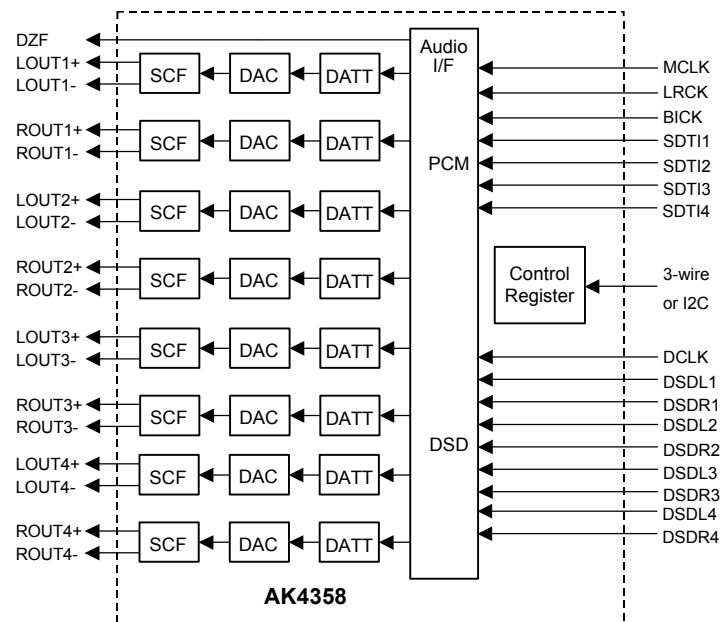 DZF
LOUT1+
LOUT1-
SCF
DAC
DATT
Audio
I/F
MCLK
LRCK
BICK
SDTI1
SDTI2
SDTI3
SDTI4
ROUT1+
ROUT1-
SCF
DAC
DATT
PCM
LOUT2+
LOUT2-
SCF
DAC
DATT
ROUT2+
ROUT2-
SCF
DAC
DATT
Control
Register
3-wire
or I2C
LOUT3+
LOUT3-
SCF
DAC
DATT
DCLK
DSDL1
DSDR1
DSDL2
DSDR2
DSDL3
DSDR3
DSDL4
DSDR4
ROUT3+
ROUT3-
SCF
DAC
DATT
DSD
LOUT4+
LOUT4-
SCF
DAC
DATT
ROUT4+
ROUT4-
SCF
DAC
DATT
AK4358